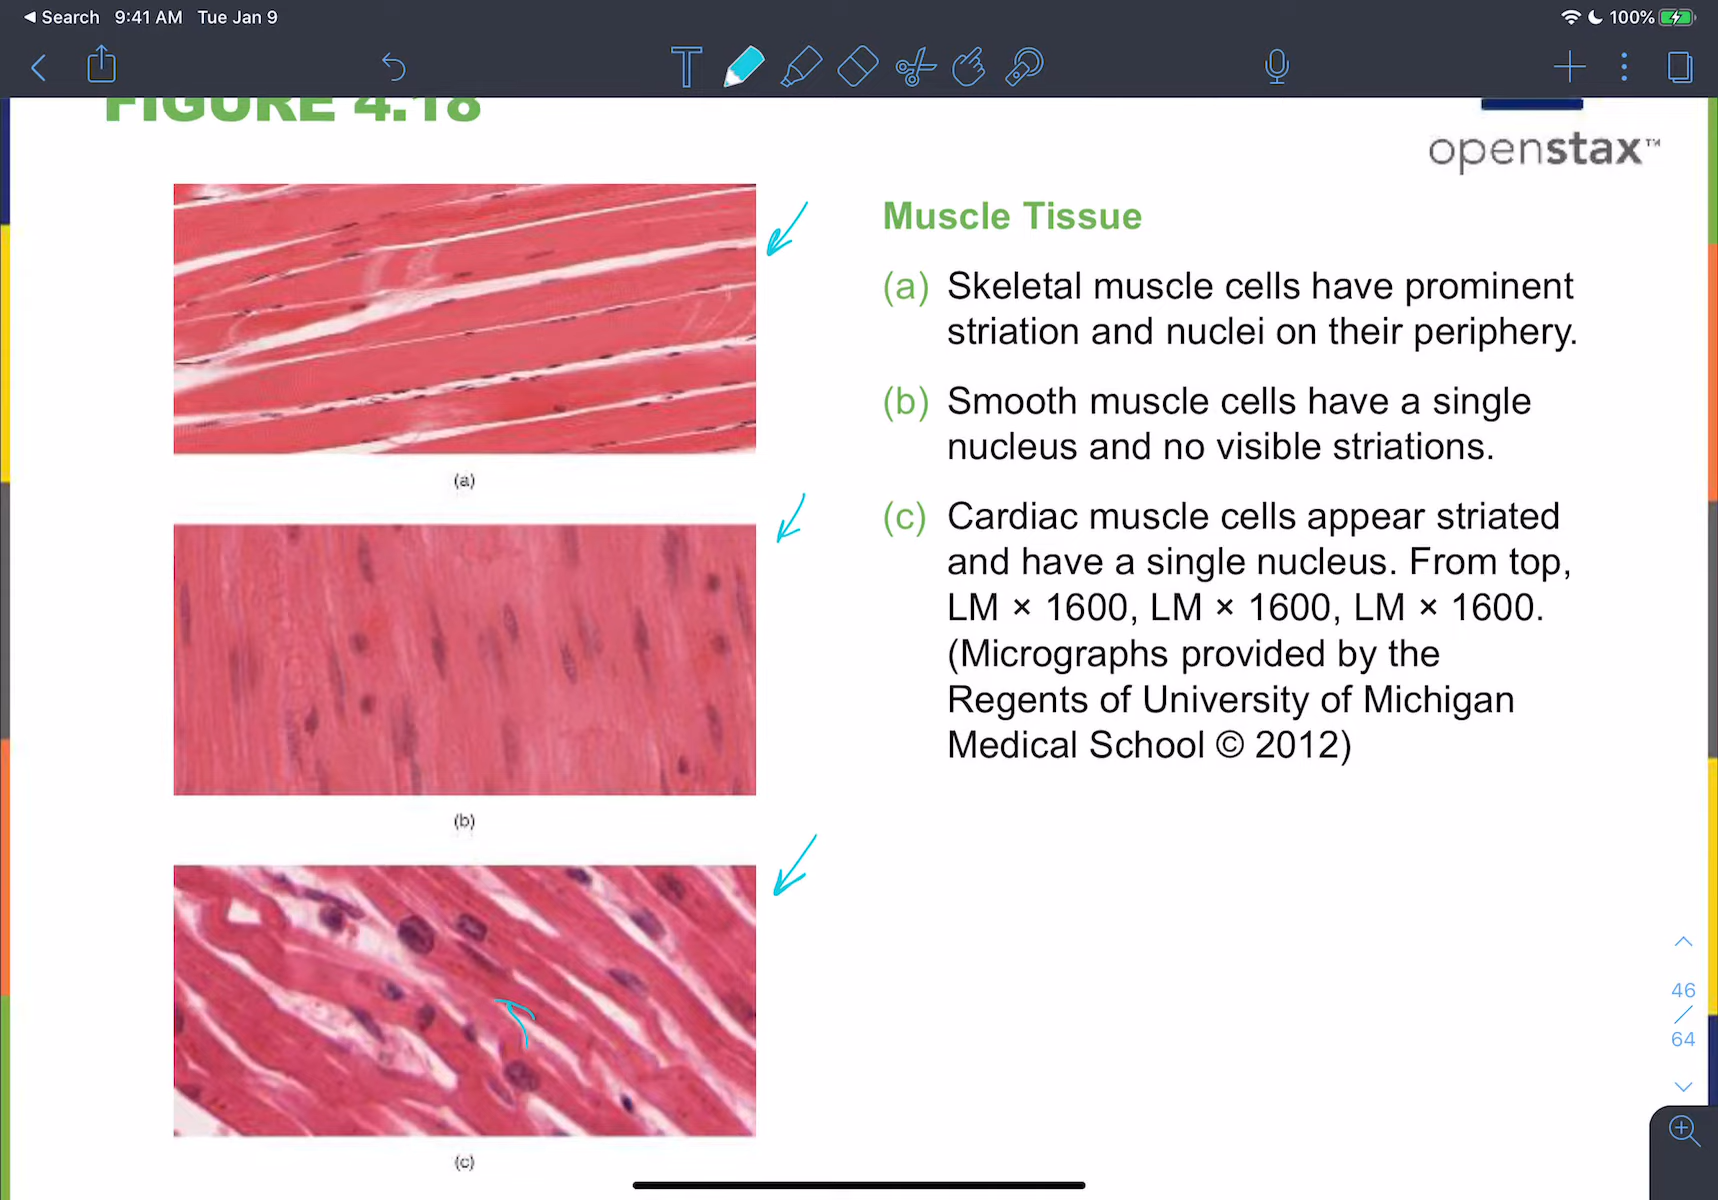 Search 9:41 AM Tue Jan 9 100%
FIGURE 4.18
openstax™
Muscle Tissue
(a) Skeletal muscle cells have prominent
striation and nuclei on their periphery.
(b) Smooth muscle cells have a single
nucleus and no visible striations.
(c) Cardiac muscle cells appear striated
and have a single nucleus. From top,
LM × 1600, LM × 1600, LM × 1600.
(Micrographs provided by the
Regents of University of Michigan
Medical School © 2012)
(a)
(b)
(c)
46
/
64